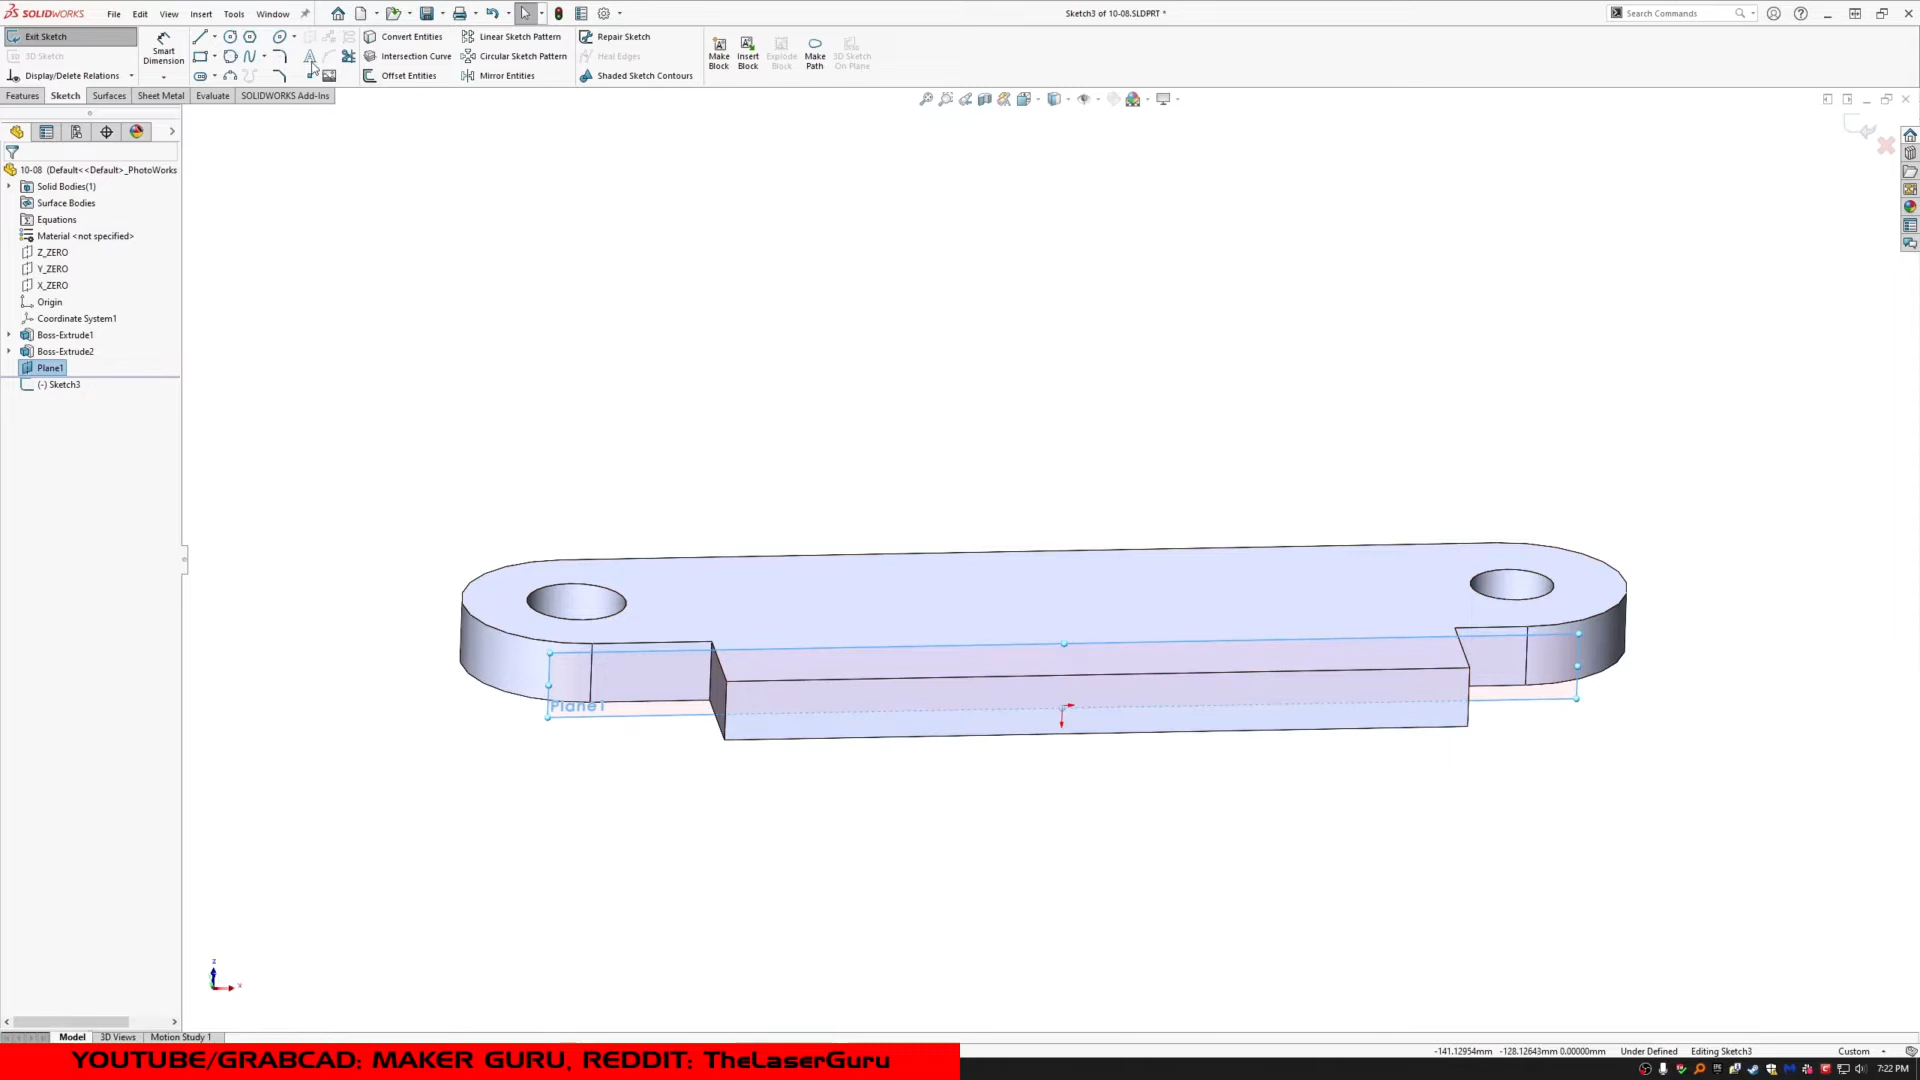 SOLIDWORKS File Edit View Insert Tools Window Sketch3 of 10-08.SLDPRT * Search Commands
Exit Sketch Convert Entities Linear Sketch Pattern Repair Sketch
3D Sketch Smart Dimension Intersection Curve Circular Sketch Pattern Heal Edges Make Block Insert Block Explode Block Make Path 3D Sketch On Plane
Display/Delete Relations Offset Entities Mirror Entities Shaded Sketch Contours
Features Sketch Surfaces Sheet Metal Evaluate SOLIDWORKS Add-Ins
10-08 (Default<<Default>_PhotoWorks
Solid Bodies(1)
Surface Bodies
Equations
Material <not specified>
Z_ZERO
Y_ZERO
X_ZERO
Origin
Coordinate System1
Boss-Extrude1
Boss-Extrude2
Plane1
(-) Sketch3
Plane1
z
x
Model 3D Views Motion Study 1
-141.12954mm -128.12643mm 0.00000mm Under Defined Editing Sketch3 Custom
YOUTUBE/GRABCAD: MAKER GURU, REDDIT: TheLaserGuru
7:22 PM